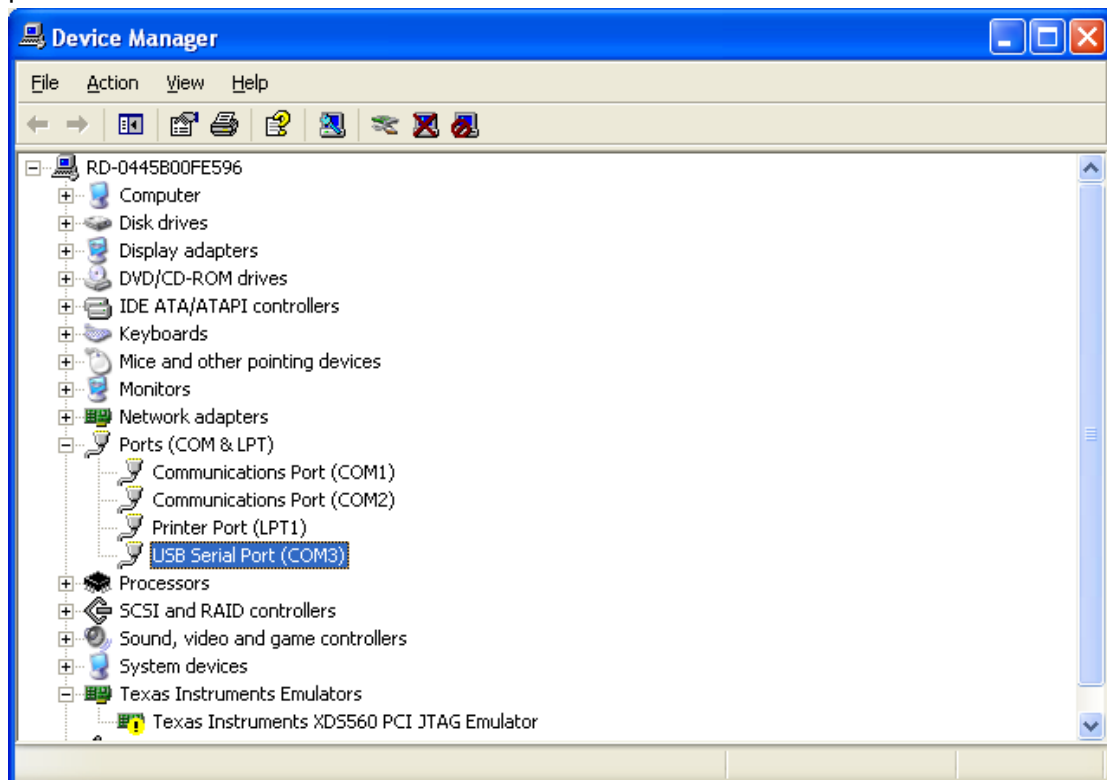 Device Manager
File Action View Help
RD-0445B00FE596
Computer
Disk drives
Display adapters
DVD/CD-ROM drives
IDE ATA/ATAPI controllers
Keyboards
Mice and other pointing devices
Monitors
Network adapters
Ports (COM & LPT)
Communications Port (COM1)
Communications Port (COM2)
Printer Port (LPT1)
USB Serial Port (COM3)
Processors
SCSI and RAID controllers
Sound, video and game controllers
System devices
Texas Instruments Emulators
Texas Instruments XDS560 PCI JTAG Emulator